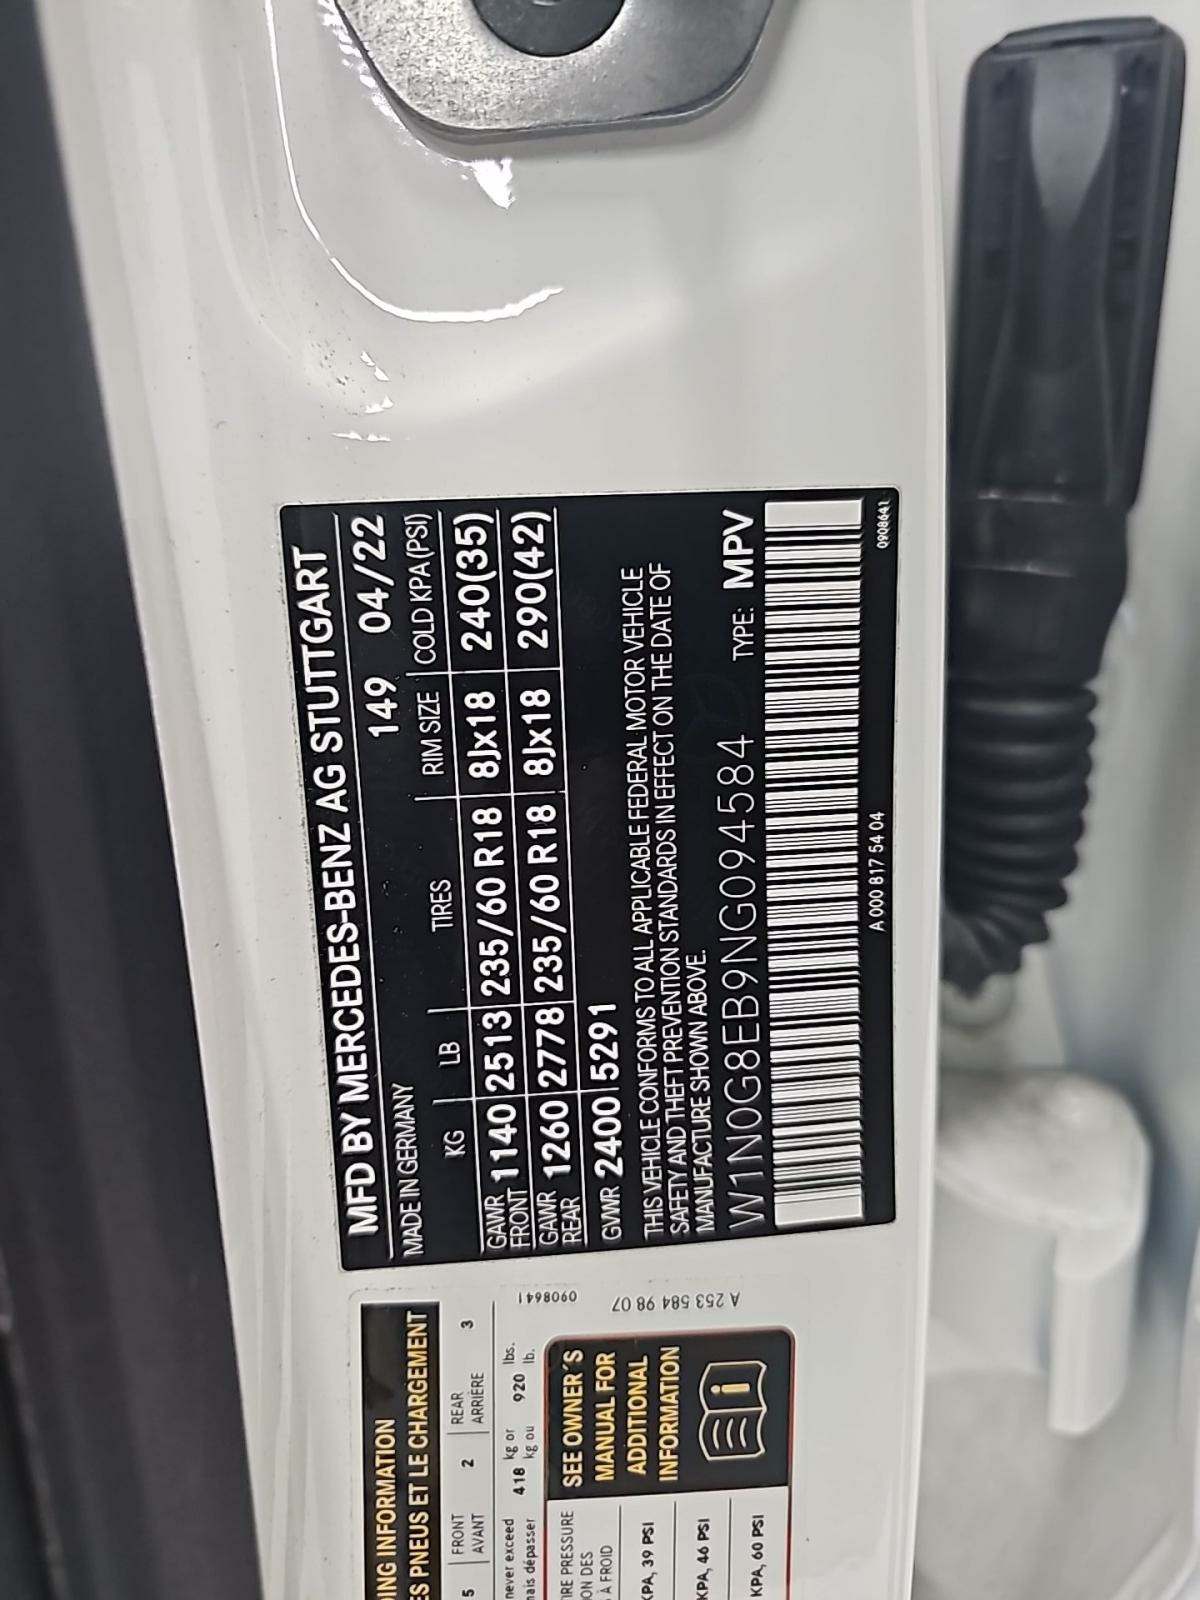 MFD BY MERCEDES-BENZ AG STUTTGART
MADE IN GERMANY 149 04/22
KG LB TIRES RIM SIZE COLD KPA(PSI)
GAWR FRONT 1140 2513 235/60 R18 8Jx18 240(35)
GAWR REAR 1260 2778 235/60 R18 8Jx18 290(42)
GVWR 2400 5291
THIS VEHICLE CONFORMS TO ALL APPLICABLE FEDERAL MOTOR VEHICLE
SAFETY AND THEFT PREVENTION STANDARDS IN EFFECT ON THE DATE OF
MANUFACTURE SHOWN ABOVE.
W1N0G8EB9NG094584 TYPE: MPV
A 000 817 54 04 0908641
INFORMATION
PNEUS ET LE CHARGEMENT
5 FRONT AVANT 2 REAR ARRIÈRE 3
never exceed 418 kg or 920 lbs.
dépasser kg ou lb.
0908641
A 253 584 98 07
PRESSURE
DES
À FROID
KPA, 39 PSI
KPA, 46 PSI
KPA, 60 PSI
SEE OWNER'S
MANUAL FOR
ADDITIONAL
INFORMATION
i